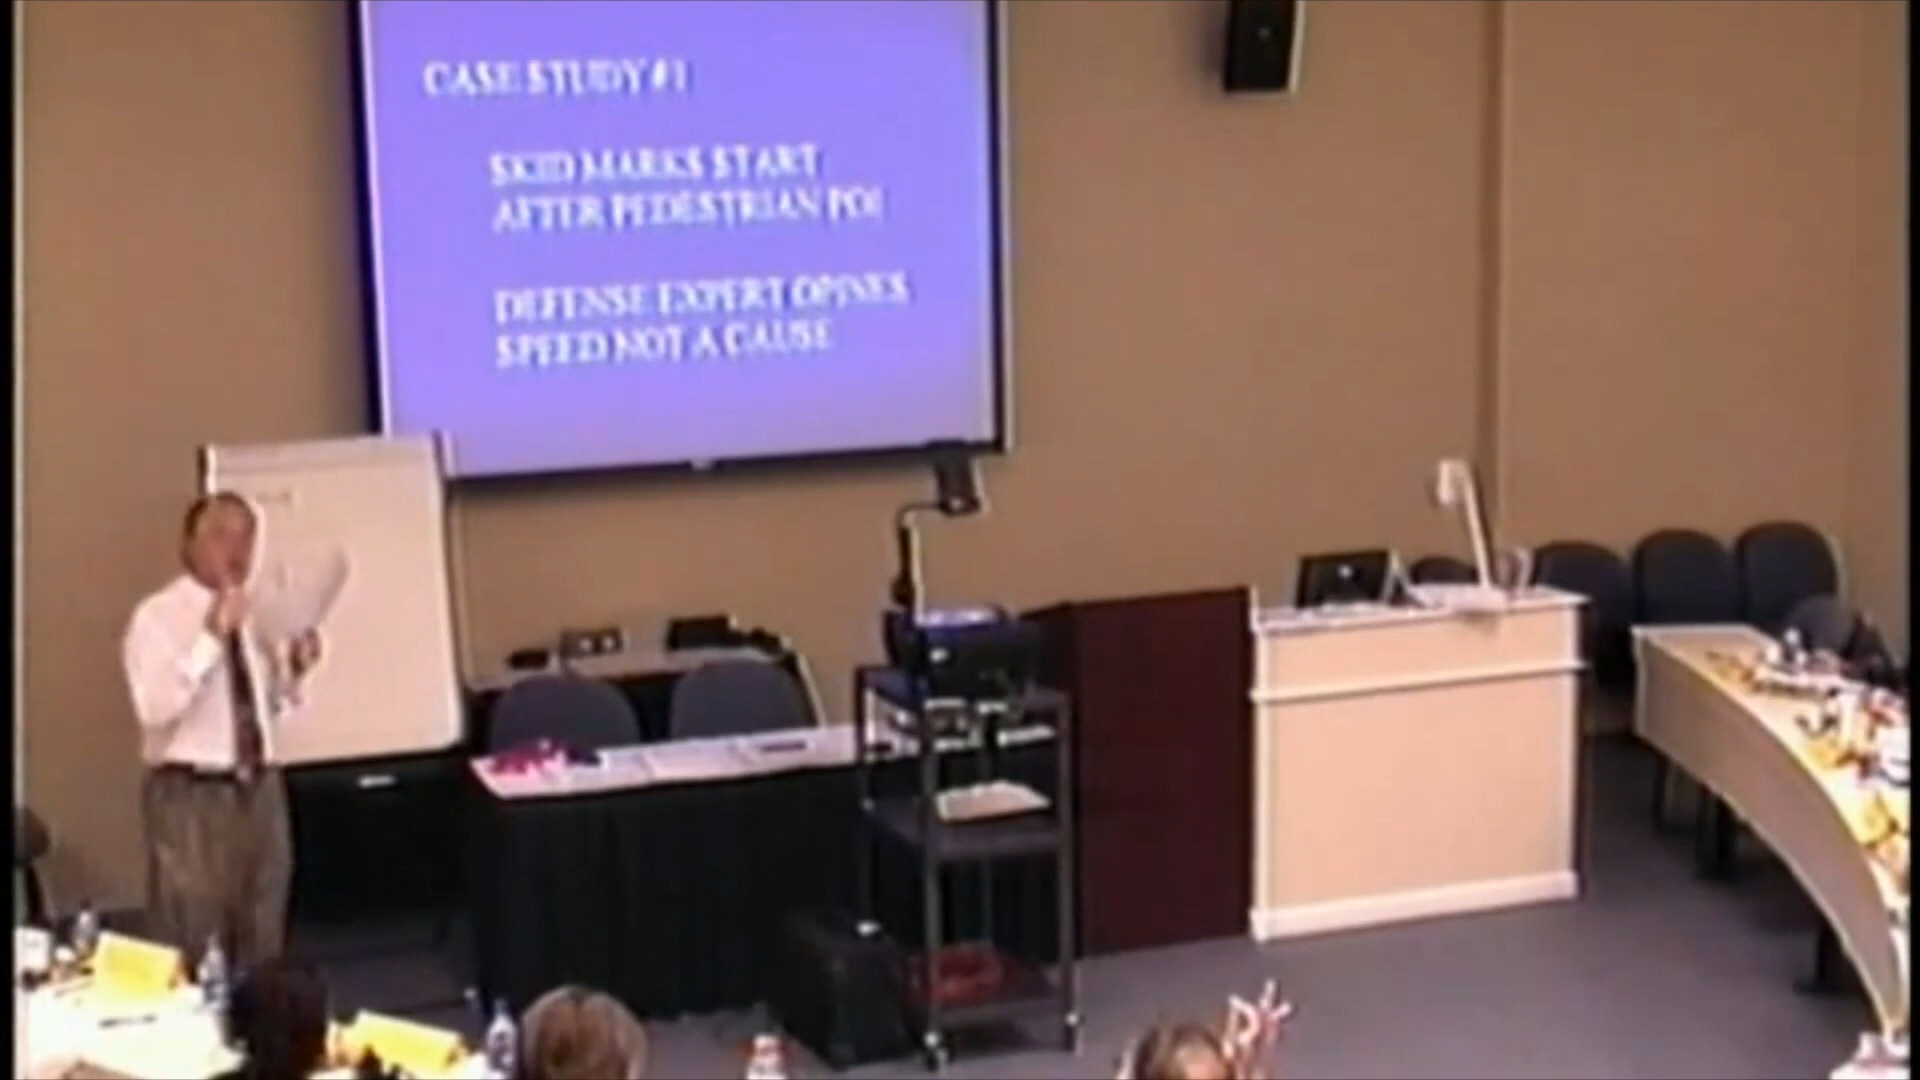 CASE STUDY #1
SKID MARKS START
AFTER PEDESTRIAN POI
DEFENSE EXPERT OPINES
SPEED NOT A CAUSE